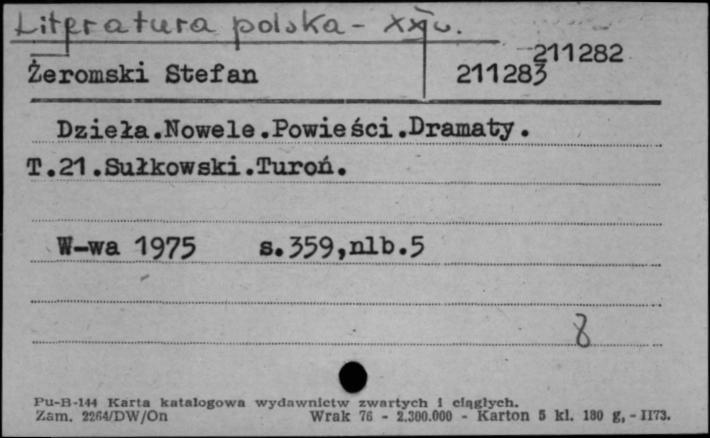 Literatura polska - XXw.
211282
Żeromski Stefan 211283
Dzieła.Nowele.Powieści.Dramaty.
T.21.Sułkowski.Turoń.
W-wa 1975 s.359,nlb.5
8
Pu-B-144 Karta katalogowa wydawnictw zwartych i ciągłych.
Zam. 2264/DW/On Wrak 76 - 2.300.000 - Karton 5 kl. 180 g, - II73.